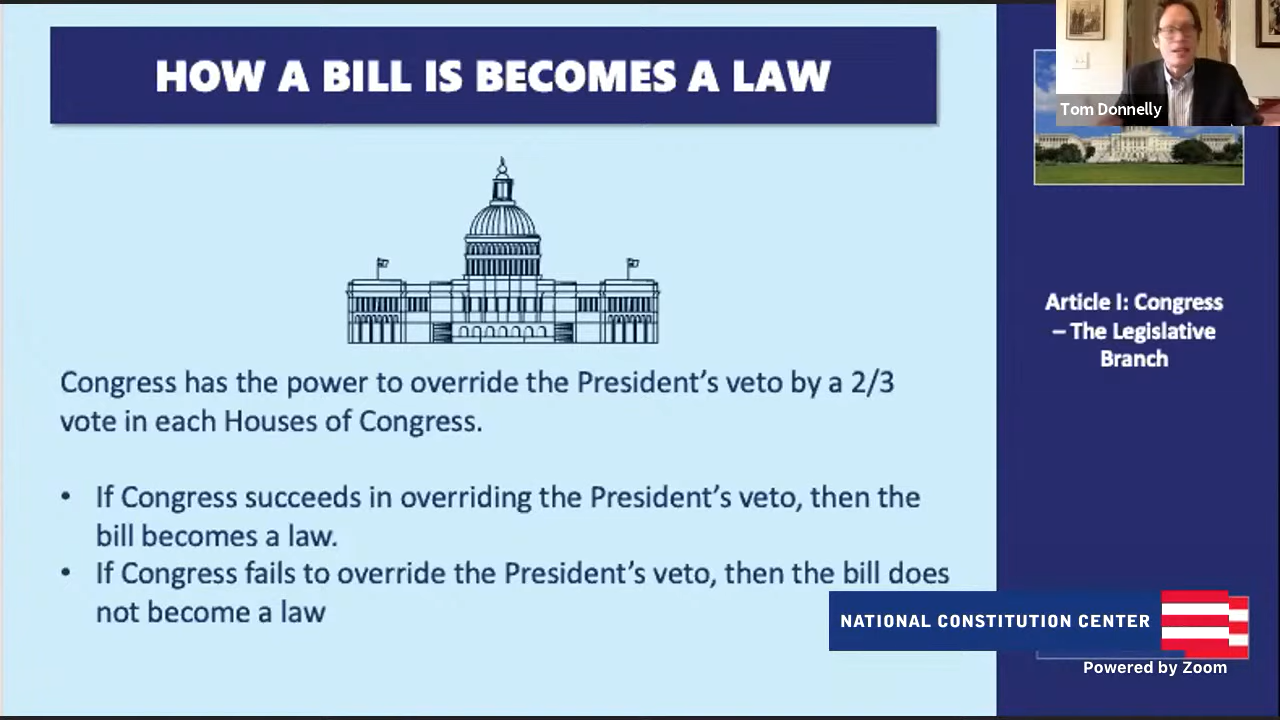 HOW A BILL IS BECOMES A LAW
Tom Donnelly
Congress has the power to override the President's veto by a 2/3
vote in each Houses of Congress.
• If Congress succeeds in overriding the President's veto, then the
bill becomes a law.
• If Congress fails to override the President's veto, then the bill does
not become a law
Article I: Congress
– The Legislative
Branch
NATIONAL CONSTITUTION CENTER
Powered by Zoom